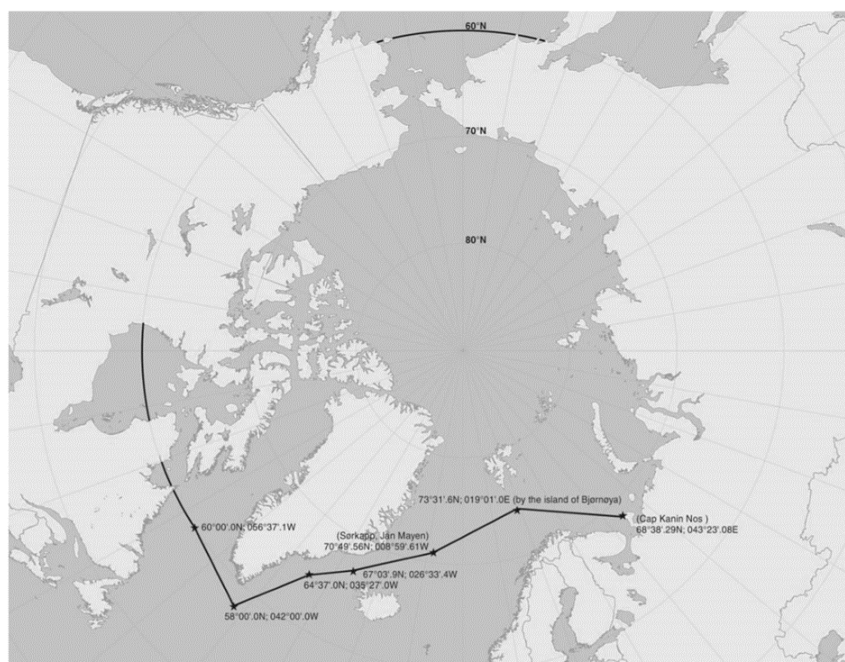 60°N
70°N
80°N
73°31'.6N; 019°01'.0E (by the island of Bjørnøya)
(Cap Kanin Nos )
68°38'.29N; 043°23'.08E
60°00'.0N; 056°37'.1W
(Sørkapp, Jan Mayen)
70°49'.56N; 008°59'.61W
67°03'.9N; 026°33'.4W
64°37'.0N; 035°27'.0W
58°00'.0N; 042°00'.0W